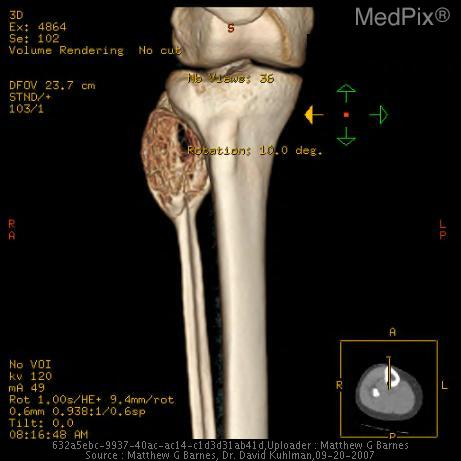 3D
Ex: 4864
Se: 102
Volume Rendering No cut
MedPix®
S
Nb Views: 36
DFOV 23.7 cm
STND/+
103/1
Rotation: 10.0 deg.
R
A
L
P
A
R
L
P
No VOI
kv 120
mA 49
Rot 1.00s/HE+ 9.4mm/rot
0.6mm 0.938:1/0.6sp
Tilt: 0.0
08:16:48 AM
632a5ebc-9937-40ac-ac14-c1d3d31ab41d,Uploader : Matthew G Barnes
Source : Matthew G Barnes, Dr. David Kuhlman,09-20-2007